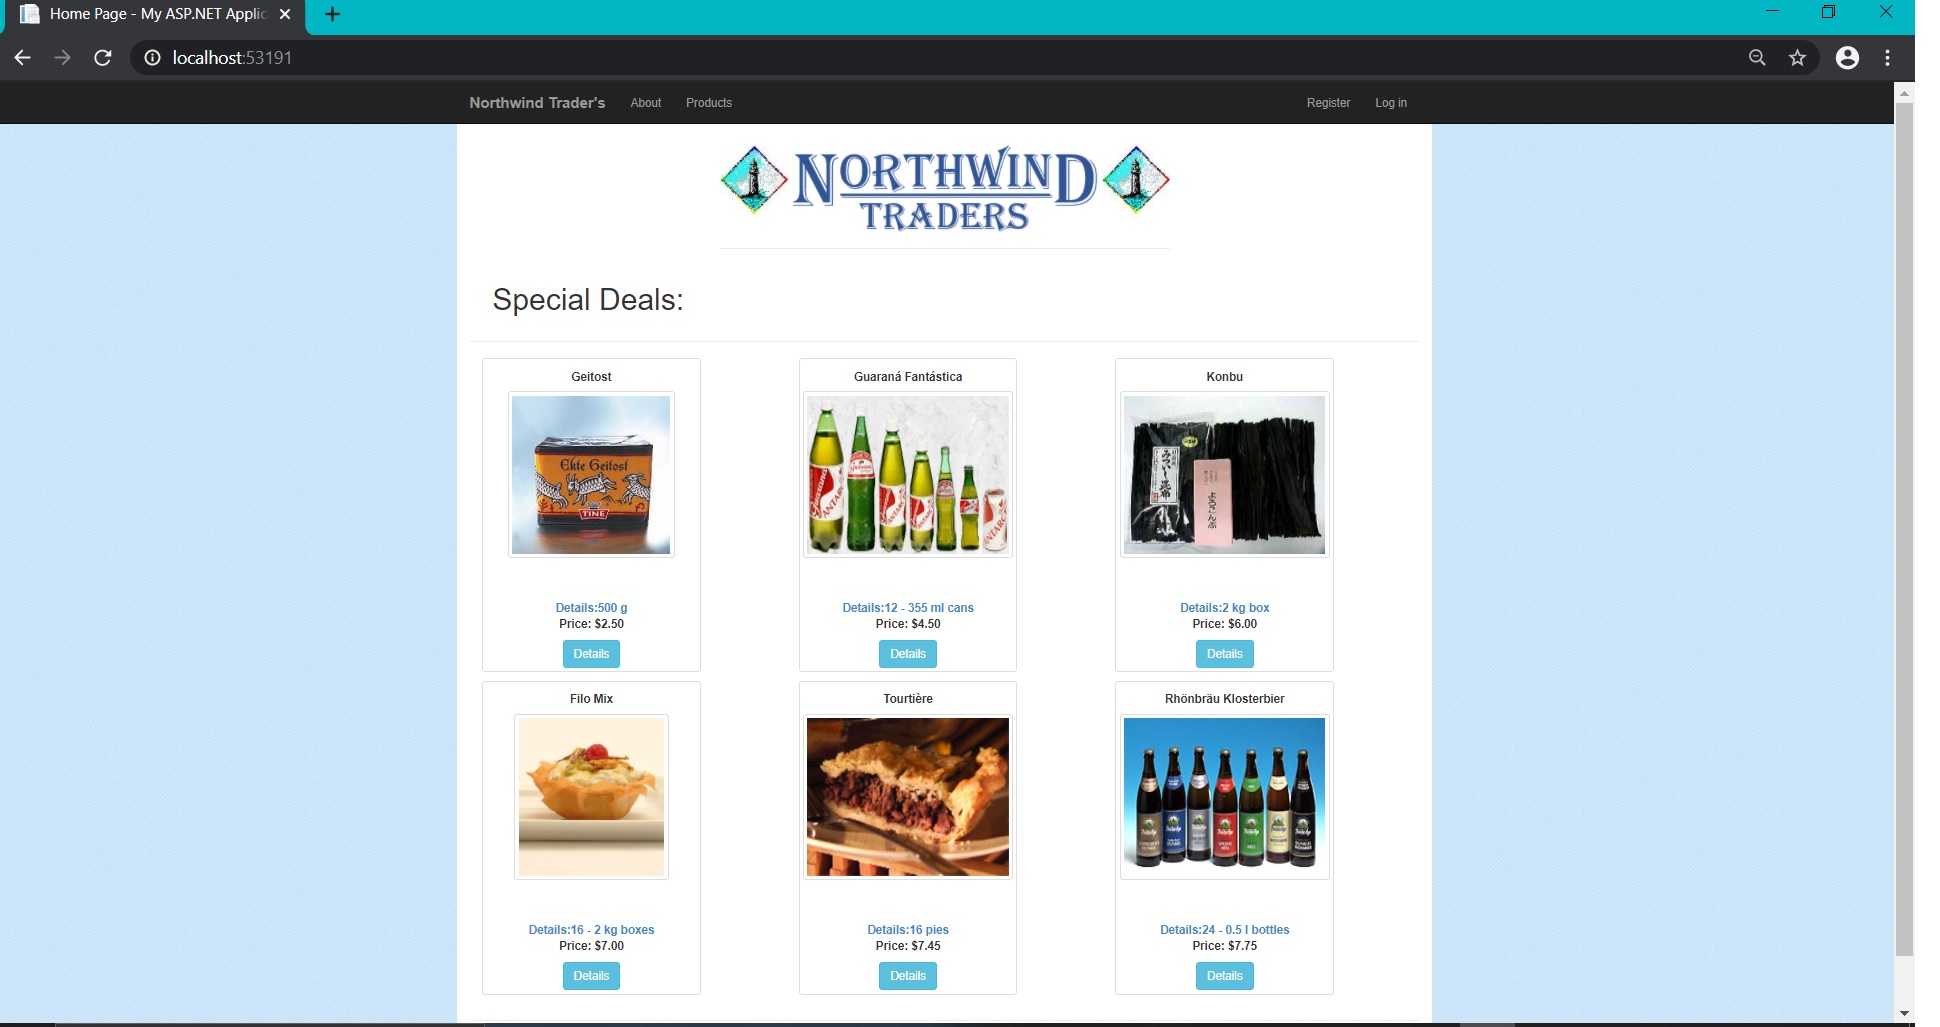 Home Page - My ASP.NET Applic
localhost:53191
Northwind Trader's About Products Register Log in
NORTHWIND
TRADERS
Special Deals:
Geitost
Ekte Geitost
TINE
Details:500 g
Price: $2.50
Details
Guaraná Fantástica
Details:12 - 355 ml cans
Price: $4.50
Details
Konbu
Details:2 kg box
Price: $6.00
Details
Filo Mix
Details:16 - 2 kg boxes
Price: $7.00
Details
Tourtière
Details:16 pies
Price: $7.45
Details
Rhönbräu Klosterbier
Details:24 - 0.5 l bottles
Price: $7.75
Details